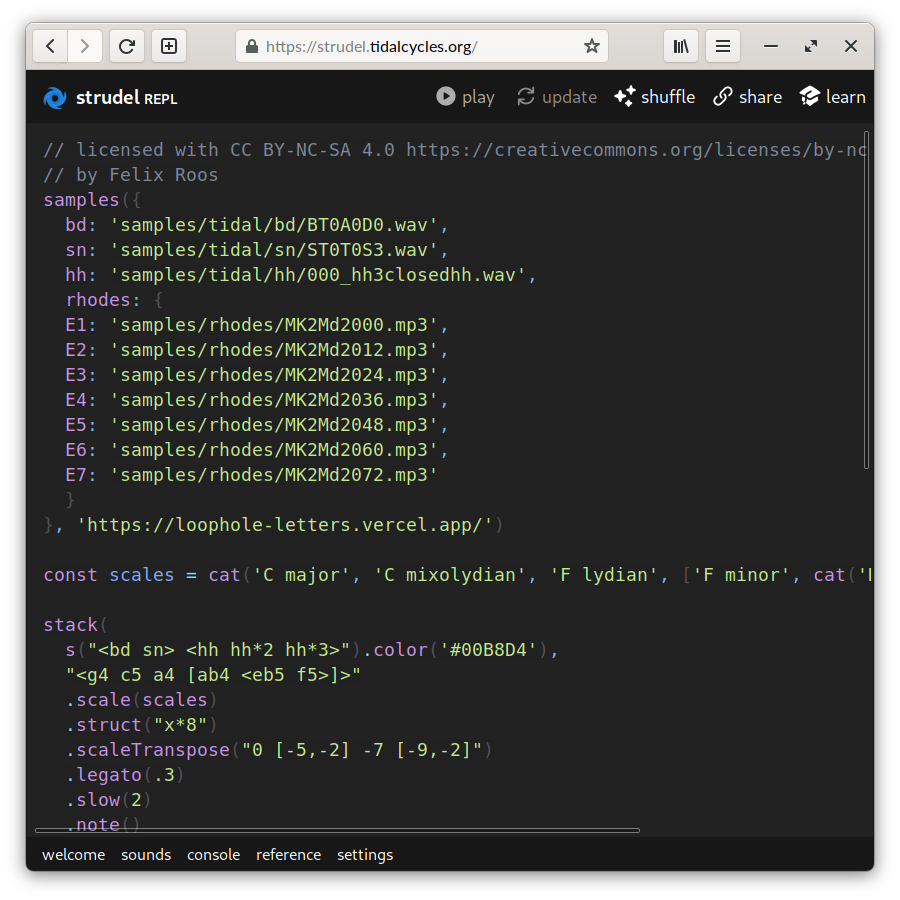 https://strudel.tidalcycles.org/
strudel REPL
play update shuffle share learn
// licensed with CC BY-NC-SA 4.0 https://creativecommons.org/licenses/by-nc
// by Felix Roos
samples({
bd: 'samples/tidal/bd/BT0A0D0.wav',
sn: 'samples/tidal/sn/ST0T0S3.wav',
hh: 'samples/tidal/hh/000_hh3closedhh.wav',
rhodes: {
E1: 'samples/rhodes/MK2Md2000.mp3',
E2: 'samples/rhodes/MK2Md2012.mp3',
E3: 'samples/rhodes/MK2Md2024.mp3',
E4: 'samples/rhodes/MK2Md2036.mp3',
E5: 'samples/rhodes/MK2Md2048.mp3',
E6: 'samples/rhodes/MK2Md2060.mp3',
E7: 'samples/rhodes/MK2Md2072.mp3'
}
}, 'https://loophole-letters.vercel.app/')
const scales = cat('C major', 'C mixolydian', 'F lydian', ['F minor', cat('
stack(
s("<bd sn> <hh hh*2 hh*3>").color('#00B8D4'),
"<g4 c5 a4 [ab4 <eb5 f5>]>"
.scale(scales)
.struct("x*8")
.scaleTranspose("0 [-5,-2] -7 [-9,-2]")
.legato(.3)
.slow(2)
.note()
welcome sounds console reference settings